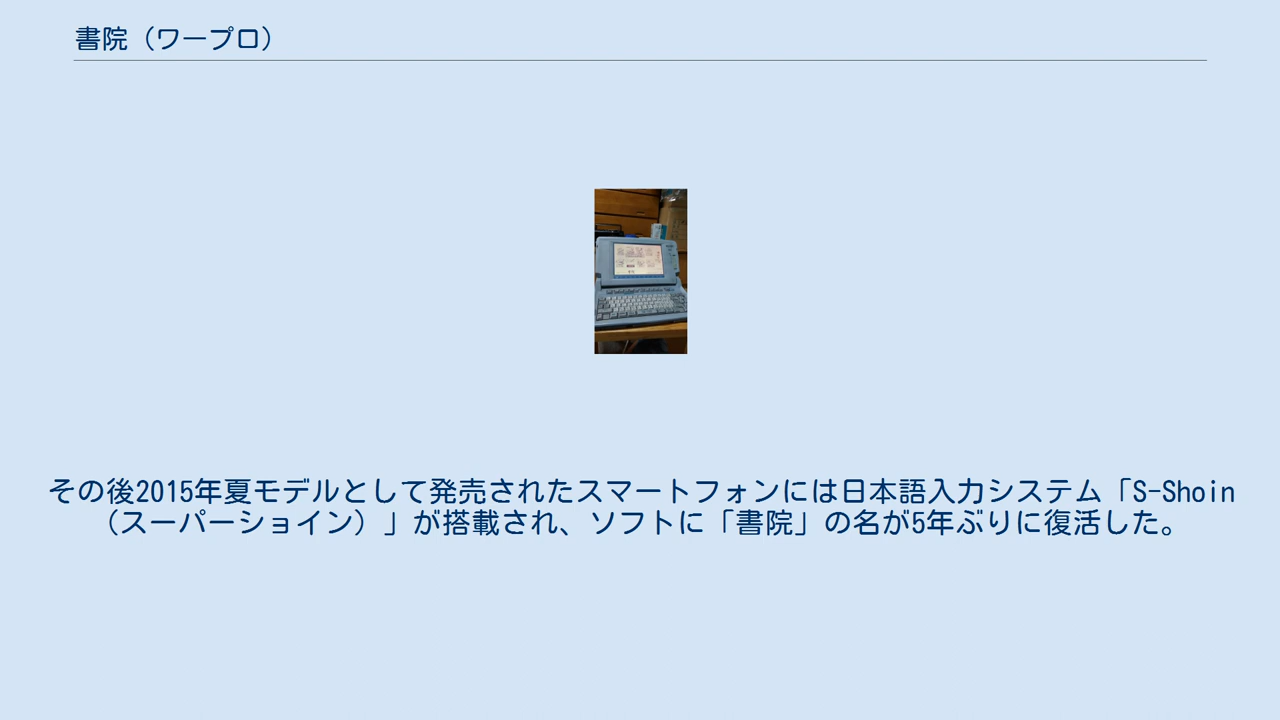 書院（ワープロ）
その後2015年夏モデルとして発売されたスマートフォンには日本語入力システム「S-Shoin
（スーパーショイン）」が搭載され、ソフトに「書院」の名が5年ぶりに復活した。